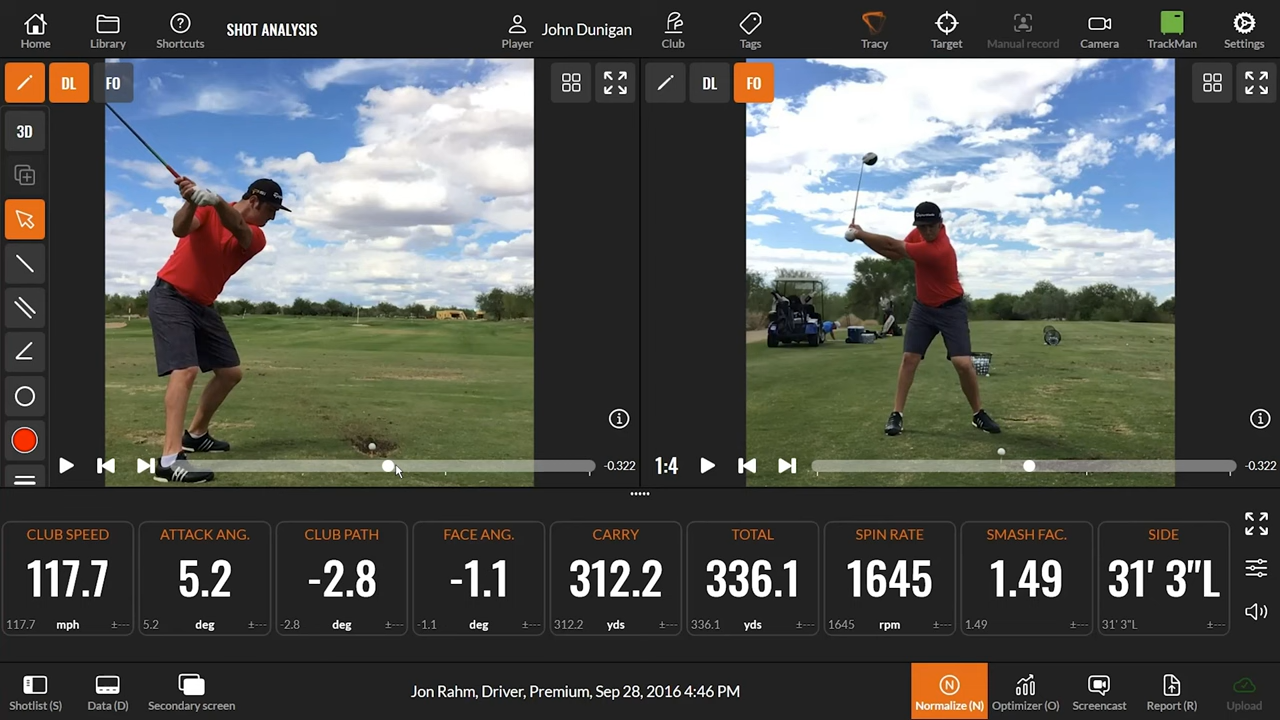 Home
Library
Shortcuts
SHOT ANALYSIS
Player
John Dunigan
Club
Tags
Tracy
Target
Manual record
Camera
TrackMan
Settings
DL
FO
DL
FO
3D
-0.322
1:4
-0.322
CLUB SPEED
117.7
117.7 mph ±---
ATTACK ANG.
5.2
5.2 deg ±---
CLUB PATH
-2.8
-2.8 deg ±---
FACE ANG.
-1.1
-1.1 deg ±---
CARRY
312.2
312.2 yds ±---
TOTAL
336.1
336.1 yds ±---
SPIN RATE
1645
1645 rpm ±---
SMASH FAC.
1.49
1.49 ±---
SIDE
31' 3"L
31' 3"L ±---
Shotlist (S)
Data (D)
Secondary screen
Jon Rahm, Driver, Premium, Sep 28, 2016 4:46 PM
N
Normalize (N)
Optimizer (O)
Screencast
Report (R)
Upload